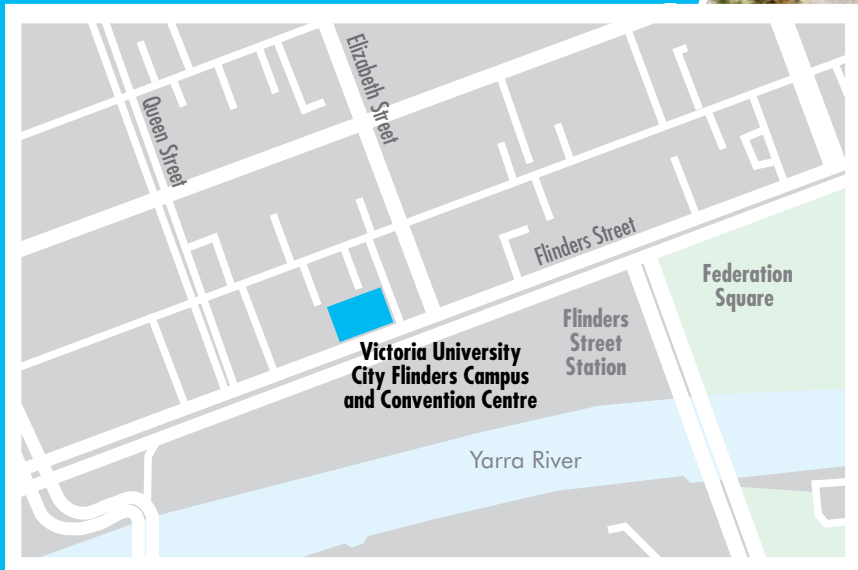 Elizabeth Street
Queen Street
Flinders Street
Federation
Square
Flinders
Street
Station
Victoria University
City Flinders Campus
and Convention Centre
Yarra River